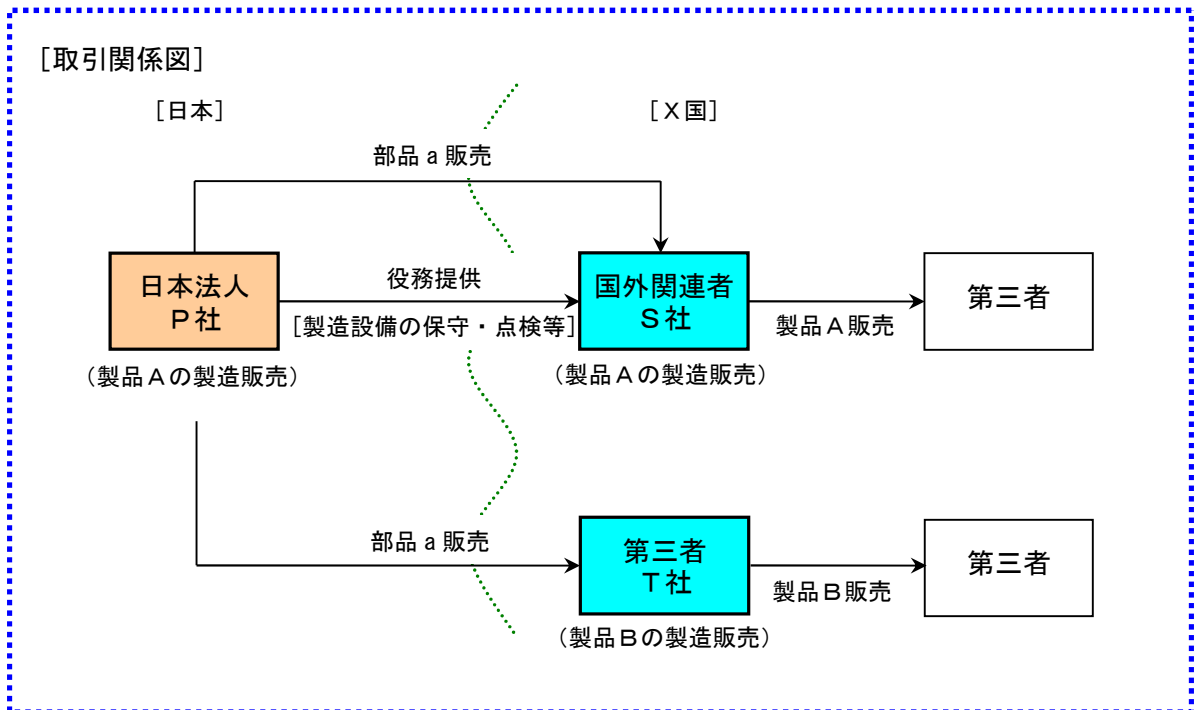 ［取引関係図］
［日本］
［Ｘ国］
部品 a 販売
日本法人
Ｐ社
役務提供
［製造設備の保守・点検等］
国外関連者
Ｓ社
製品Ａ販売
第三者
（製品Ａの製造販売）
（製品Ａの製造販売）
部品 a 販売
第三者
Ｔ社
製品Ｂ販売
第三者
（製品Ｂの製造販売）